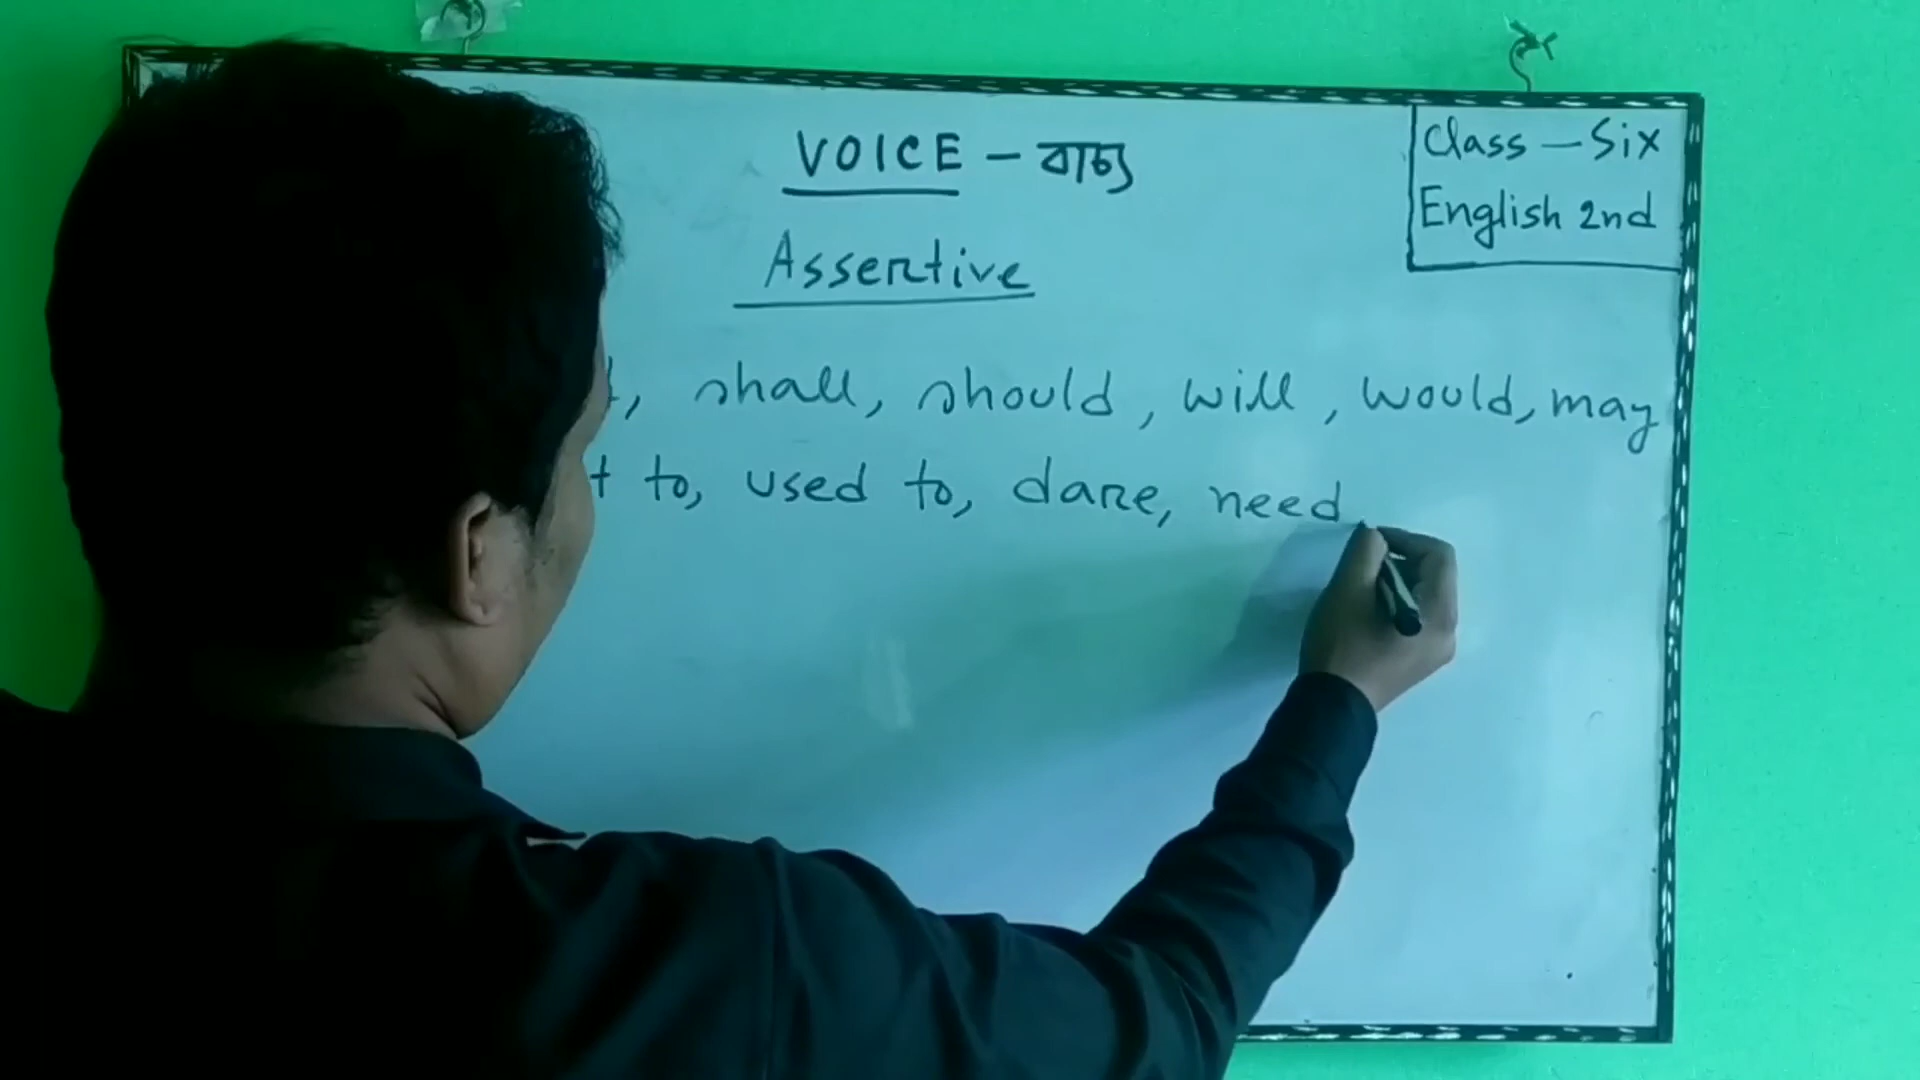 VOICE – বাচ্য
Class – Six
English 2nd
Assertive
, shall, should, will, would, may
to, used to, dare, need